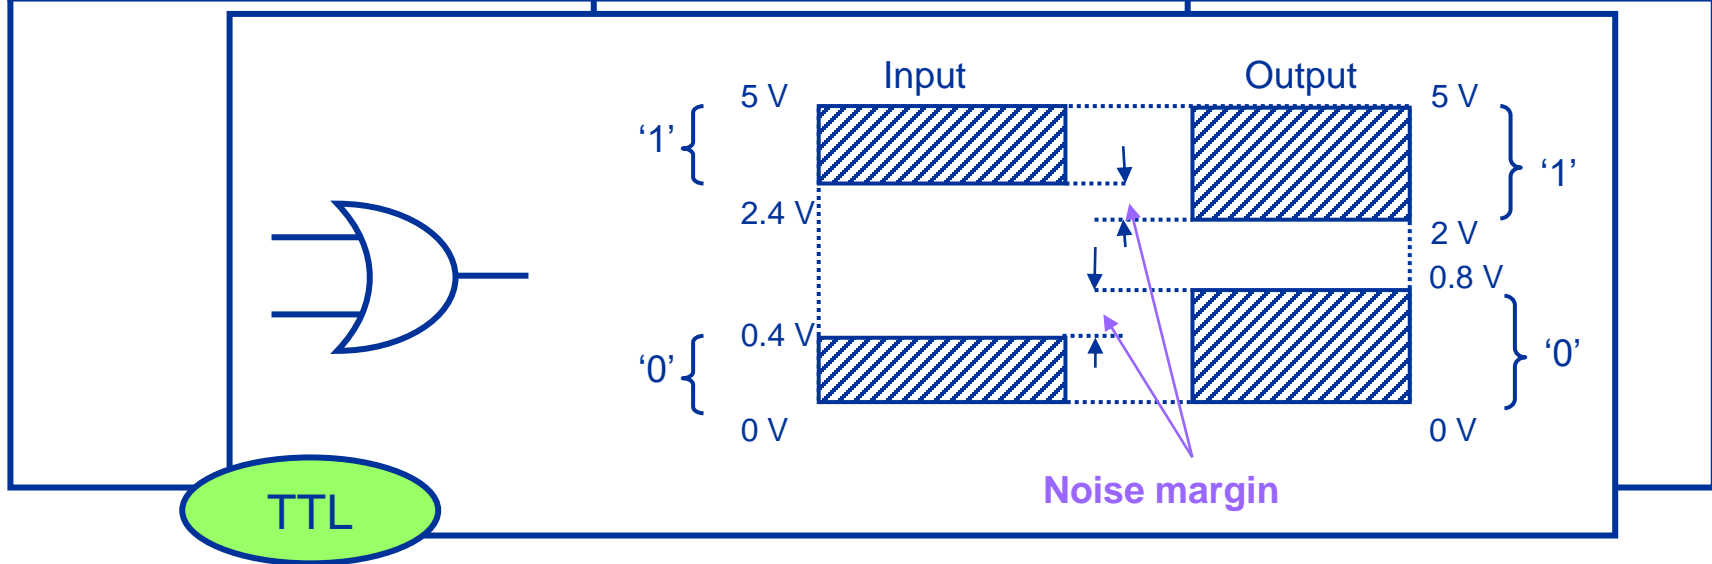 Input
Output
5 V
5 V
‘1’
‘1’
2.4 V
2 V
0.8 V
0.4 V
‘0’
‘0’
0 V
0 V
Noise margin
TTL